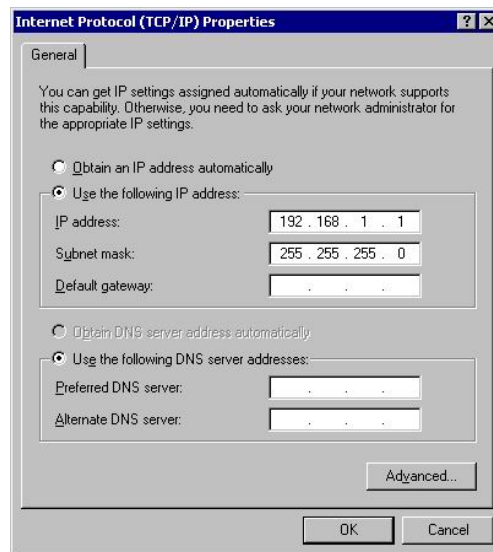 Internet Protocol (TCP/IP) Properties
General
You can get IP settings assigned automatically if your network supports
this capability. Otherwise, you need to ask your network administrator for
the appropriate IP settings.
Obtain an IP address automatically
Use the following IP address:
IP address: 192 . 168 . 1 . 1
Subnet mask: 255 . 255 . 255 . 0
Default gateway: . . .
Obtain DNS server address automatically
Use the following DNS server addresses:
Preferred DNS server: . . .
Alternate DNS server: . . .
Advanced...
OK Cancel